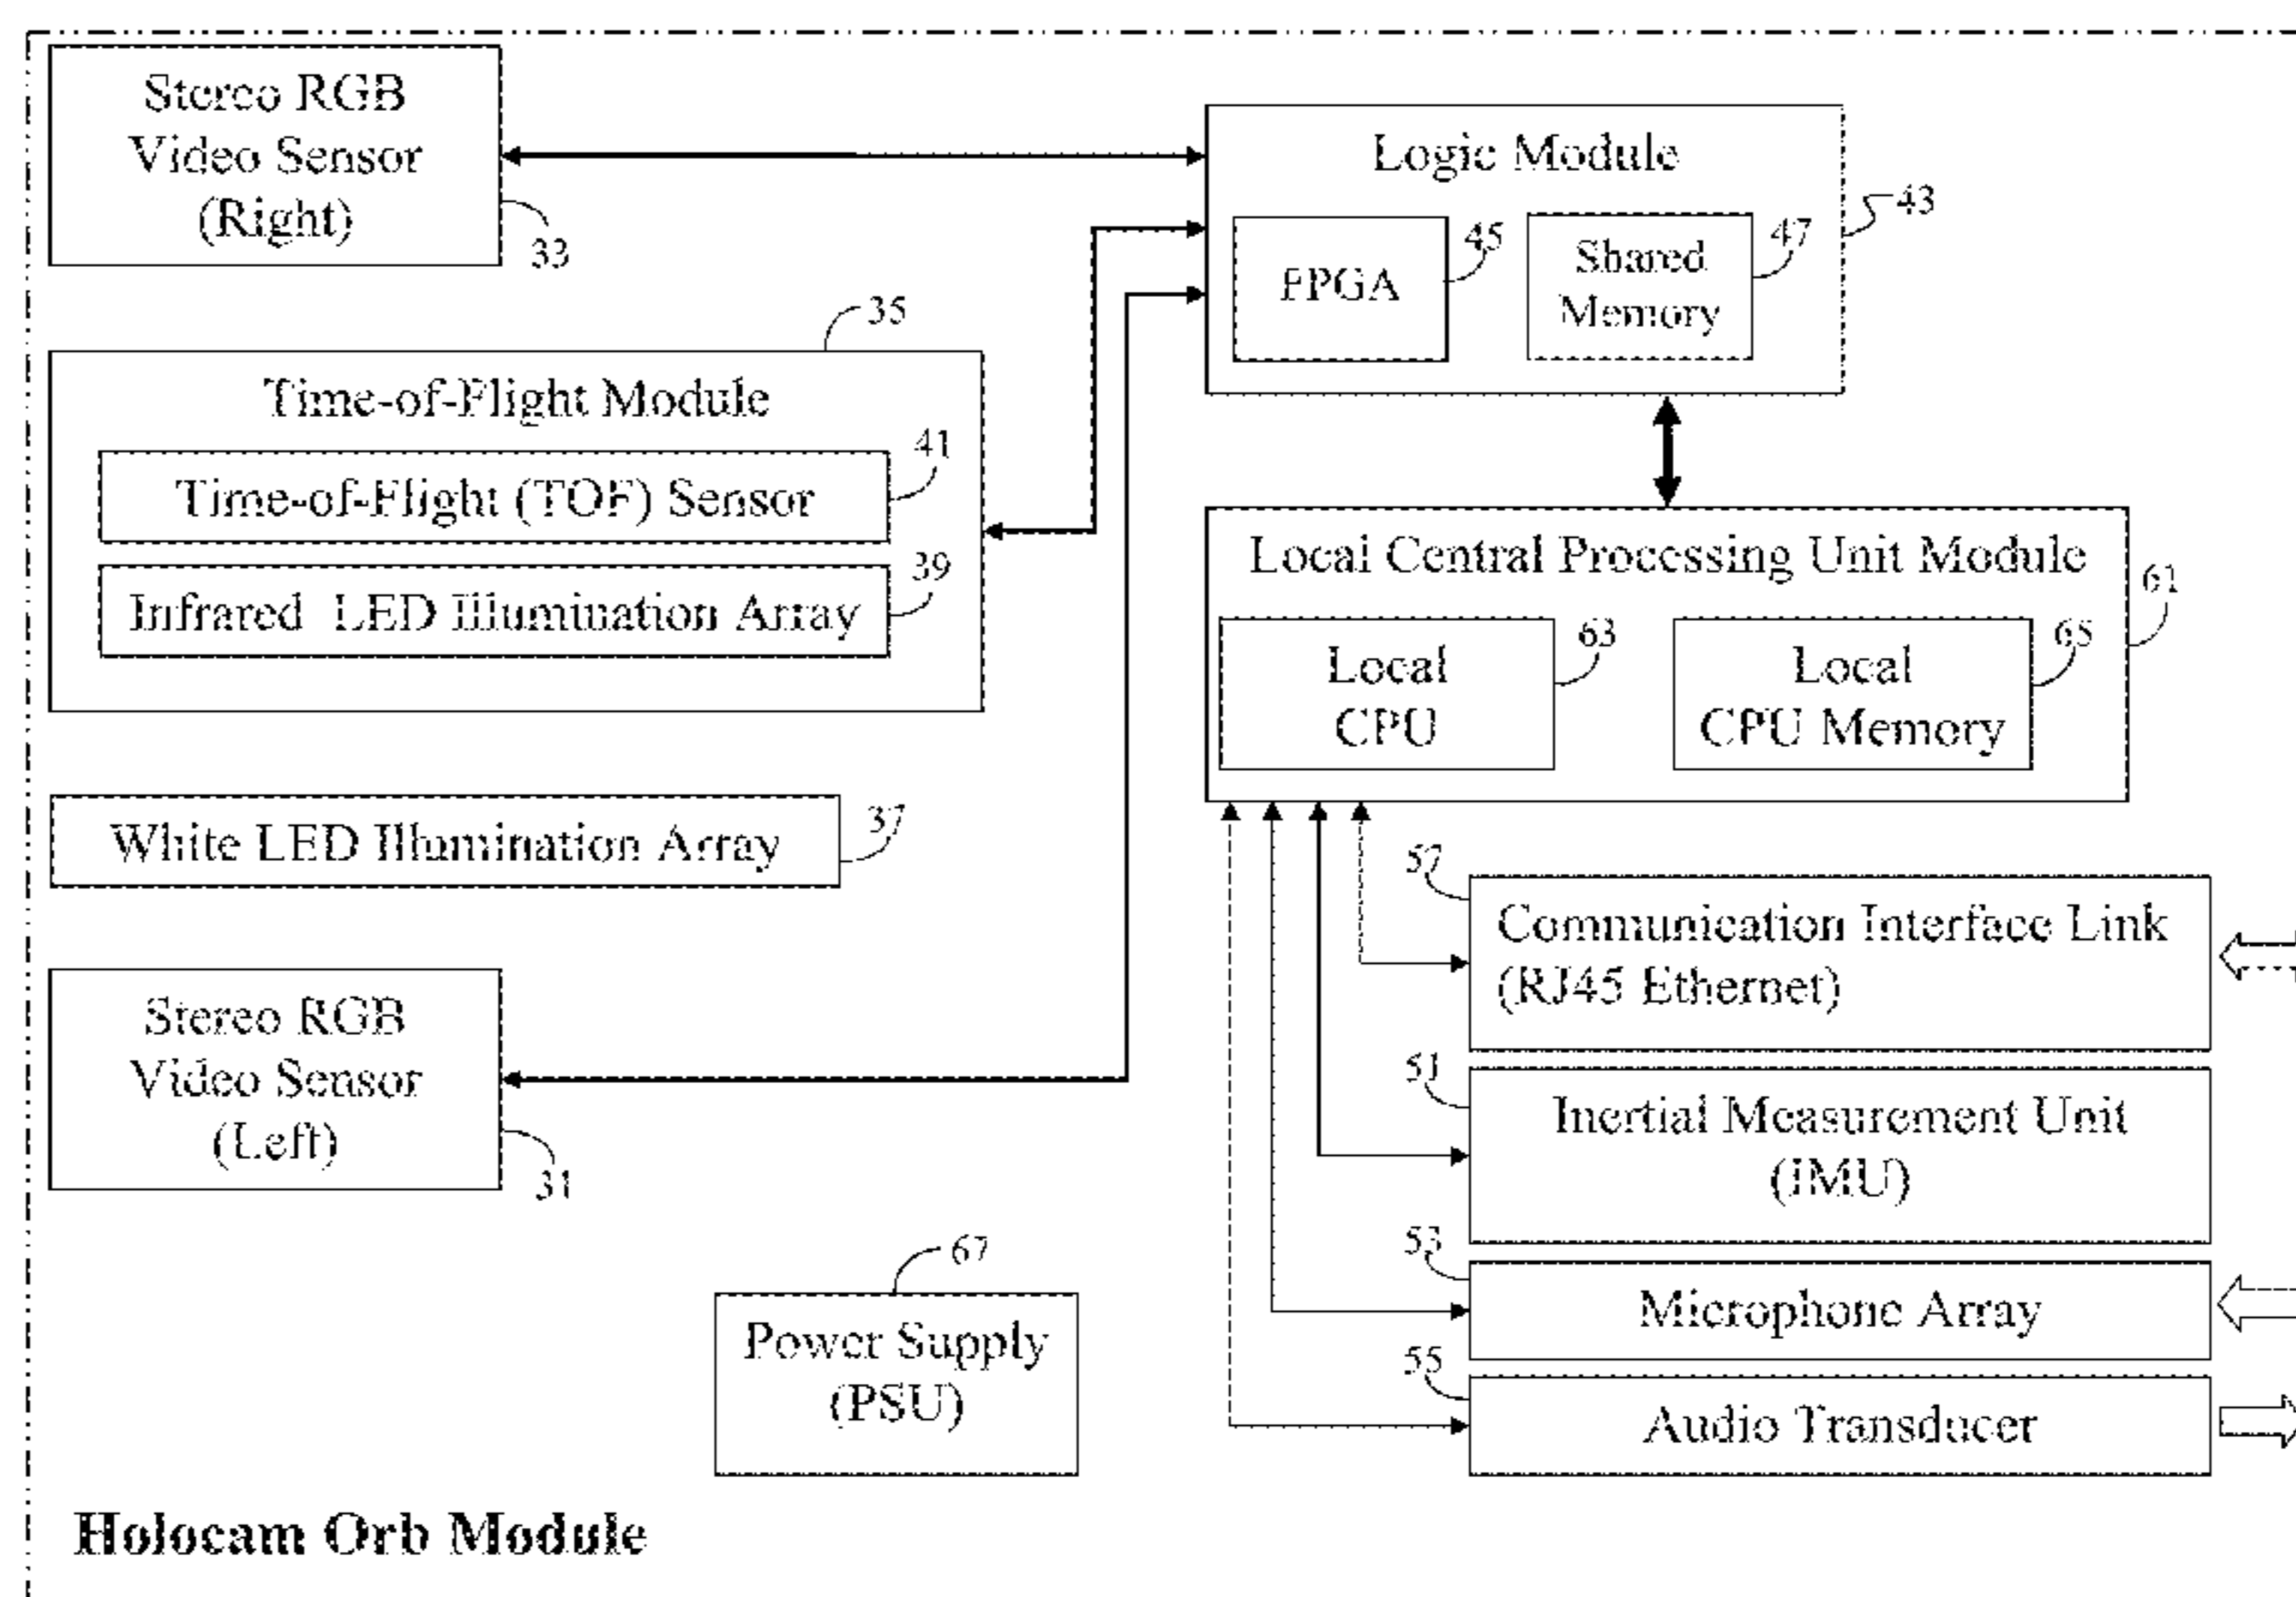 Stereo RGB
Video Sensor
(Right)
33
Logic Module
43
FPGA
45
Shared
Memory
47
35
Time-of-Flight Module
41
Time-of-Flight (TOF) Sensor
39
Infrared LED Illumination Array
Local Central Processing Unit Module
61
Local
CPU
63
Local
CPU Memory
65
White LED Illumination Array
37
57
Communication Interface Link
(RJ45 Ethernet)
Stereo RGB
Video Sensor
(Left)
31
51
Inertial Measurement Unit
(IMU)
53
Microphone Array
67
Power Supply
(PSU)
55
Audio Transducer
Holocam Orb Module